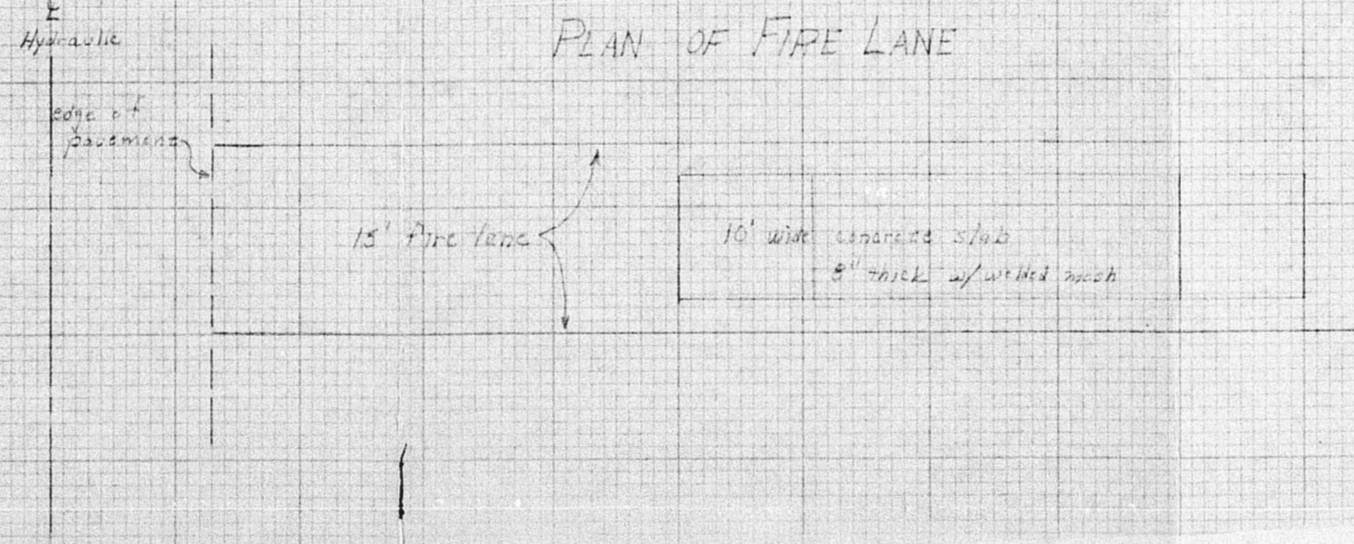 PLAN OF FIRE LANE
℄
Hydraulic
edge of
pavement
15' fire lane
10' wide concrete slab
8" thick w/ welded mesh